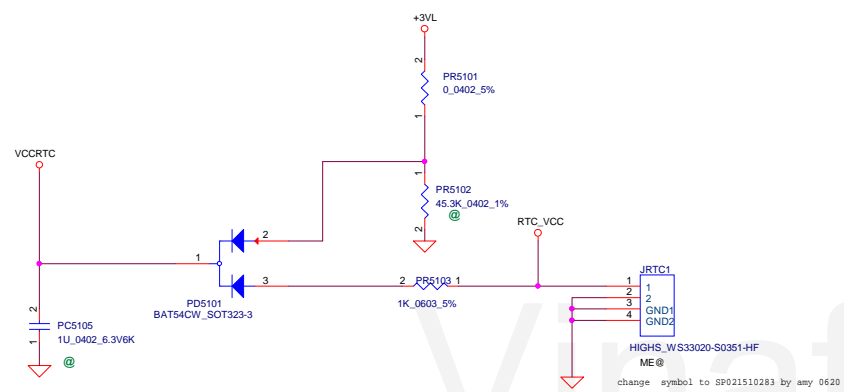 +3VL
2
PR5101
0_0402_5%
1
VCCRTC
1
PR5102
45.3K_0402_1%
@
2
RTC_VCC
2
1
3
2
PR5103
1
1K_0603_5%
PD5101
BAT54CW_SOT323-3
JRTC1
1
1
2
2
3
GND1
4
GND2
2
PC5105
1U_0402_6.3V6K
1
@
HIGHS_WS33020-S0351-HF
ME@
change symbol to SP021510283 by amy 0620